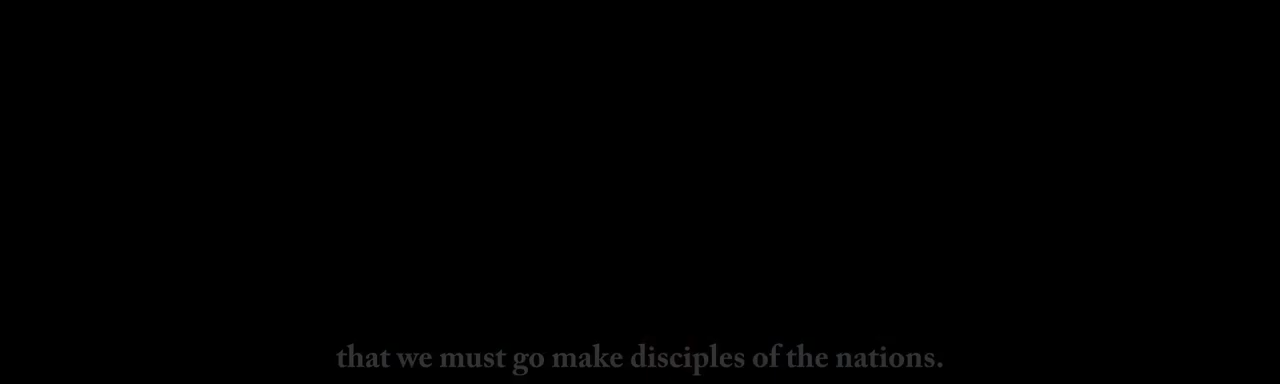 that we must go make disciples of the nations.